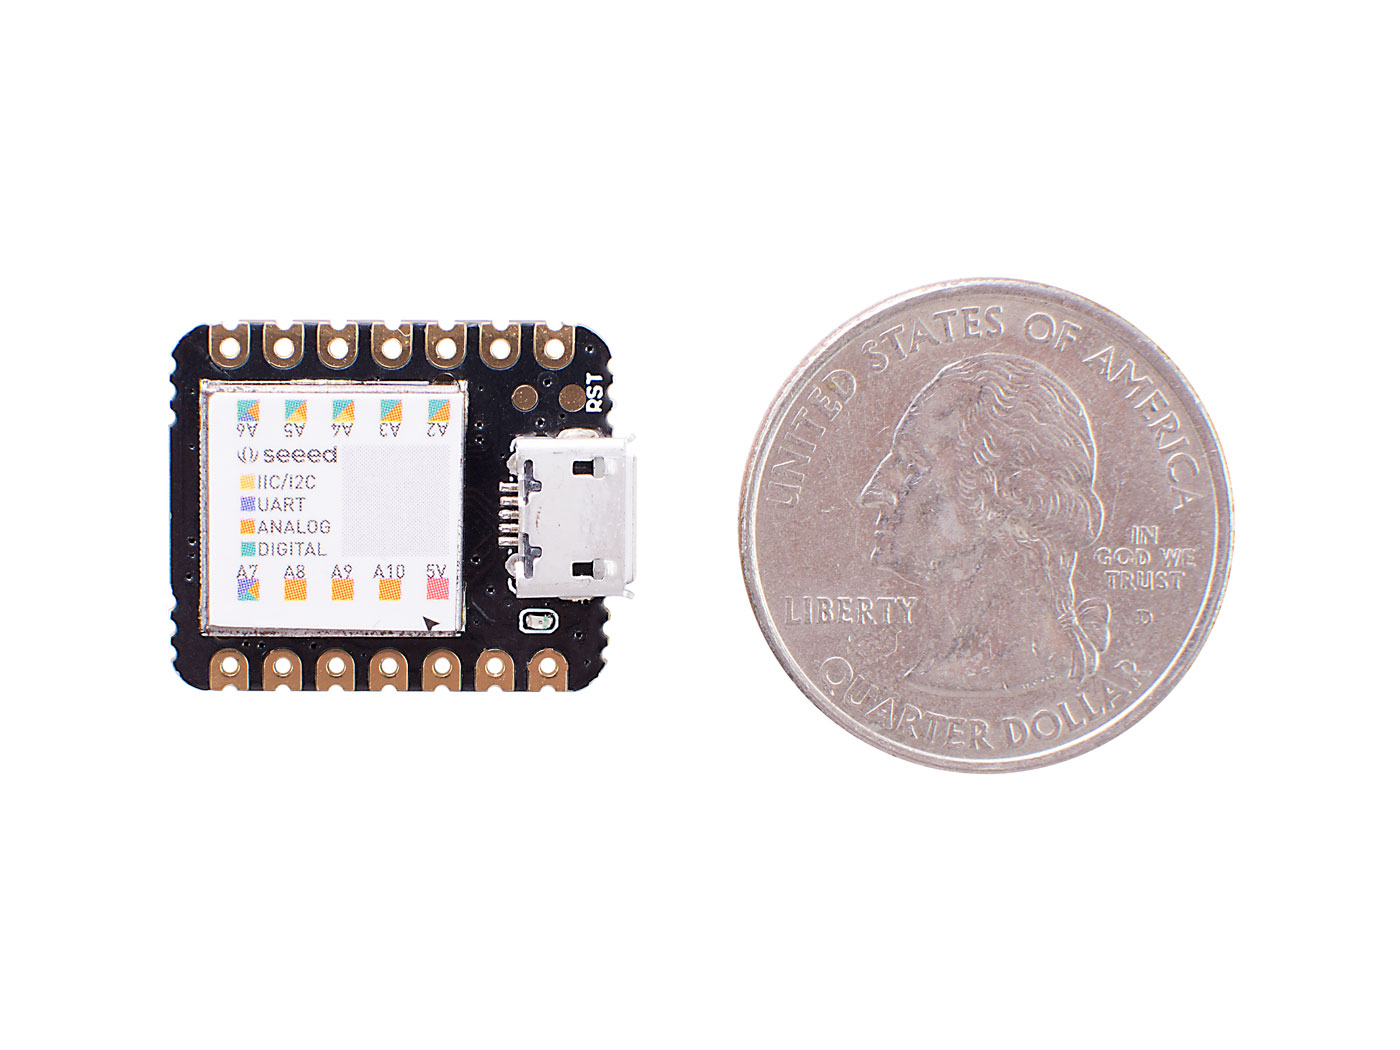 RST
A6 A5 A4 A3 A2
seeed
IIC/I2C
UART
ANALOG
DIGITAL
A7 A8 A9 A10 5V
UNITED STATES OF AMERICA
IN
GOD WE
TRUST
LIBERTY
D
QUARTER DOLLAR